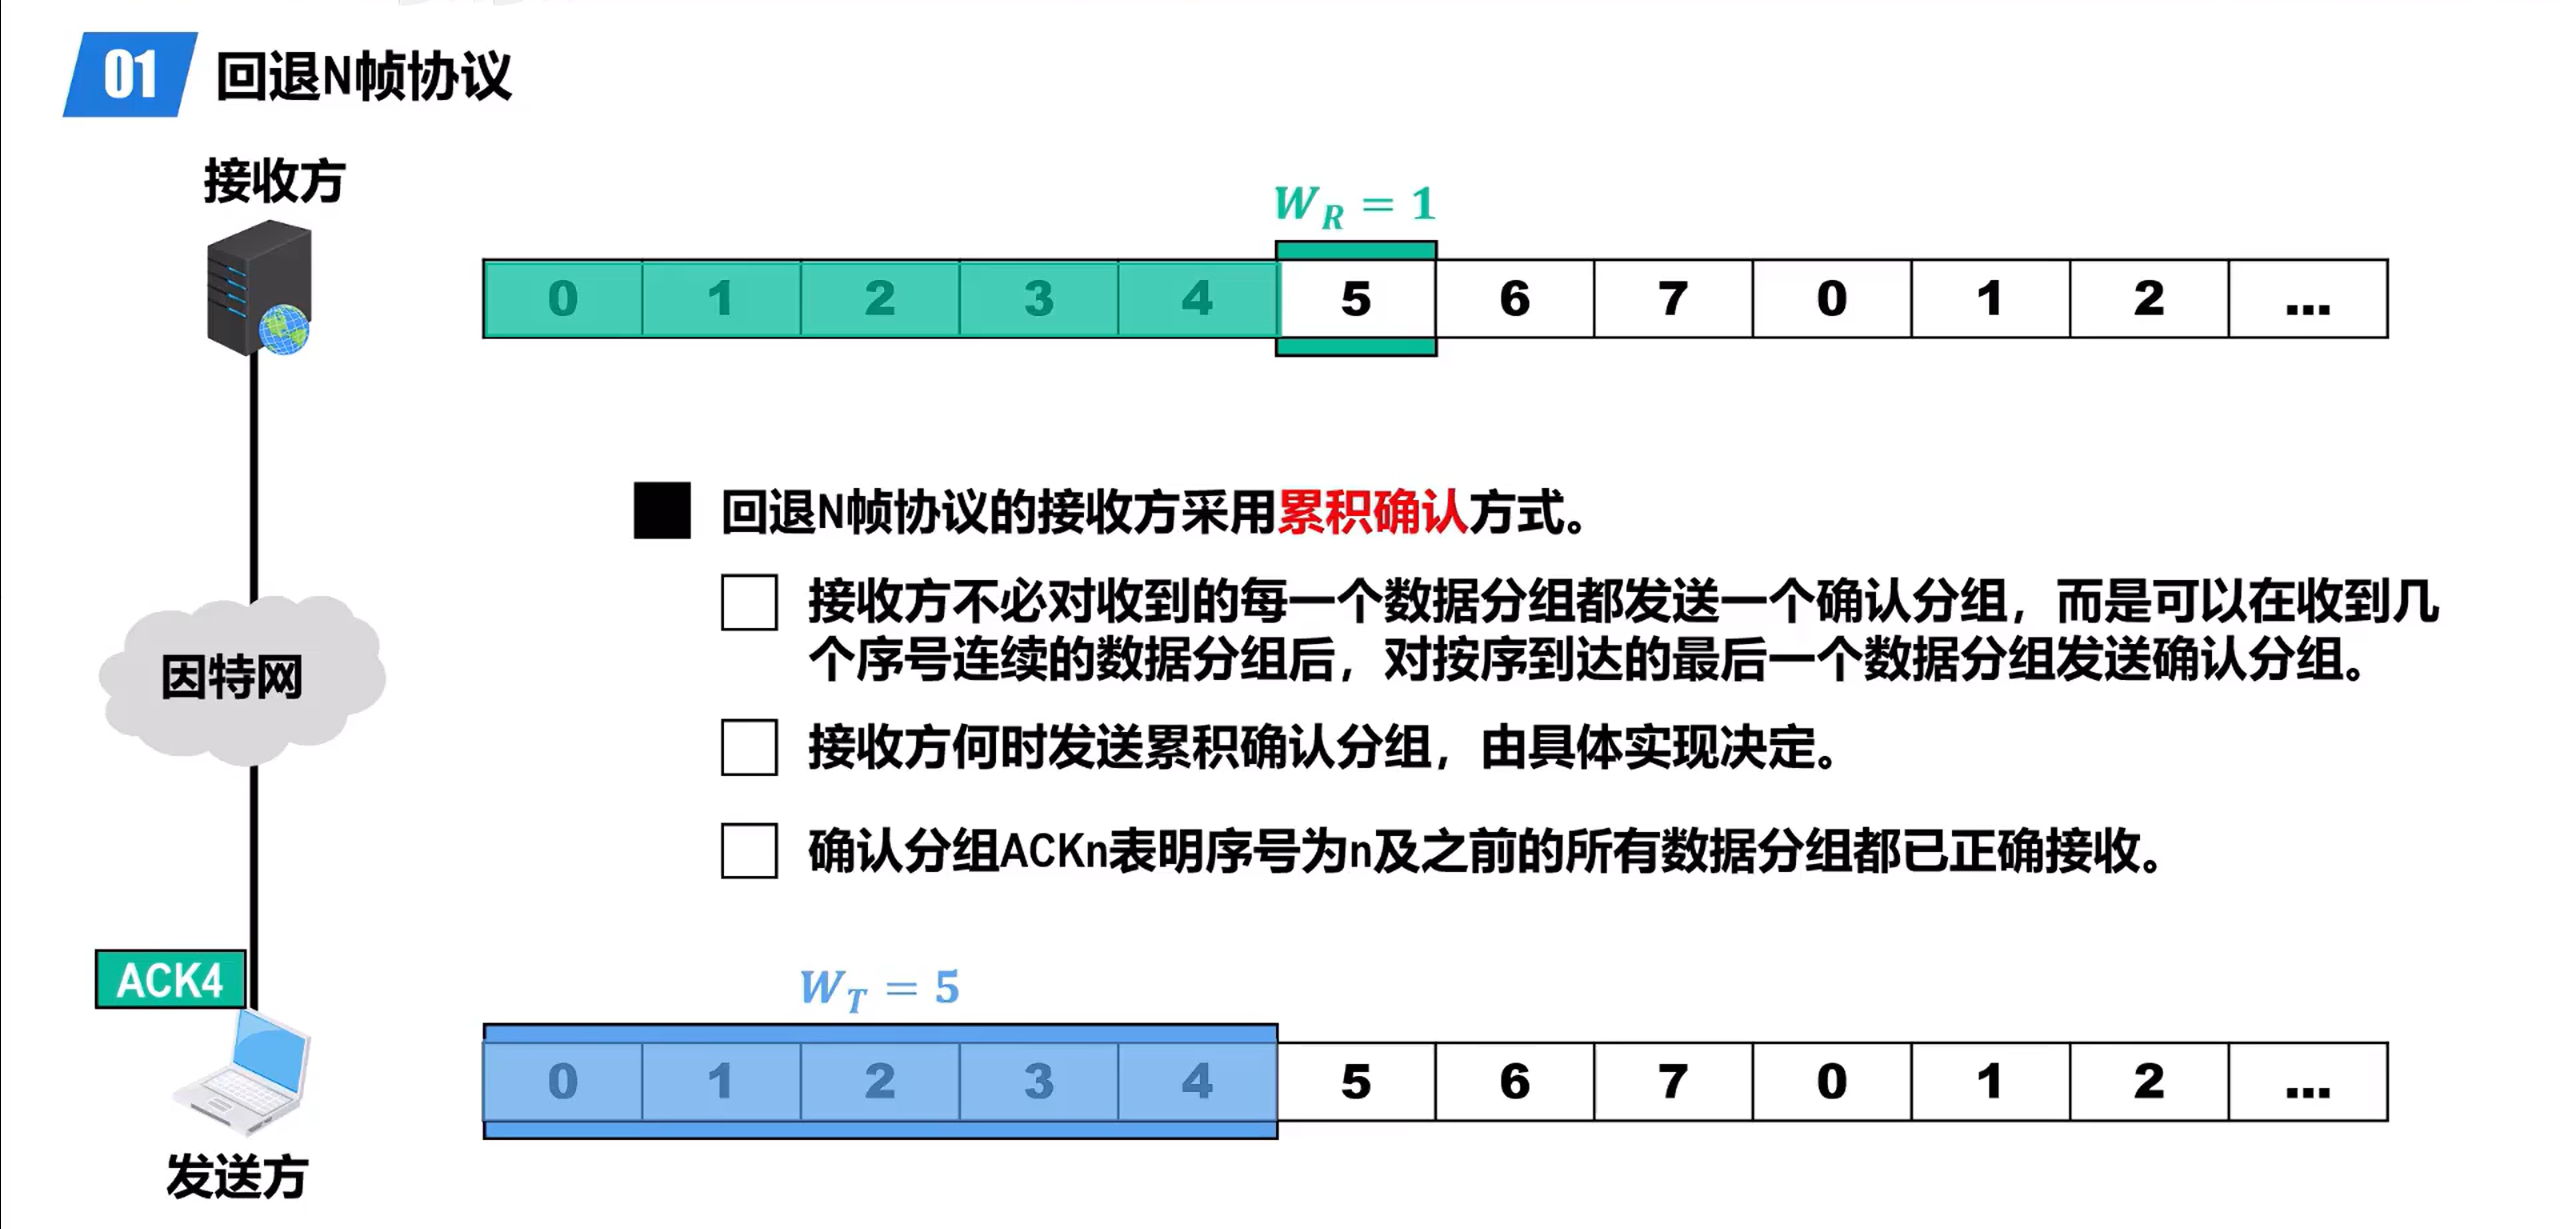 01 回退N帧协议
接收方
W_R = 1
0 1 2 3 4 5 6 7 0 1 2 ...
回退N帧协议的接收方采用累积确认方式。
接收方不必对收到的每一个数据分组都发送一个确认分组，而是可以在收到几
个序号连续的数据分组后，对按序到达的最后一个数据分组发送确认分组。
因特网
接收方何时发送累积确认分组，由具体实现决定。
确认分组ACKn表明序号为n及之前的所有数据分组都已正确接收。
ACK4
W_T = 5
0 1 2 3 4 5 6 7 0 1 2 ...
发送方